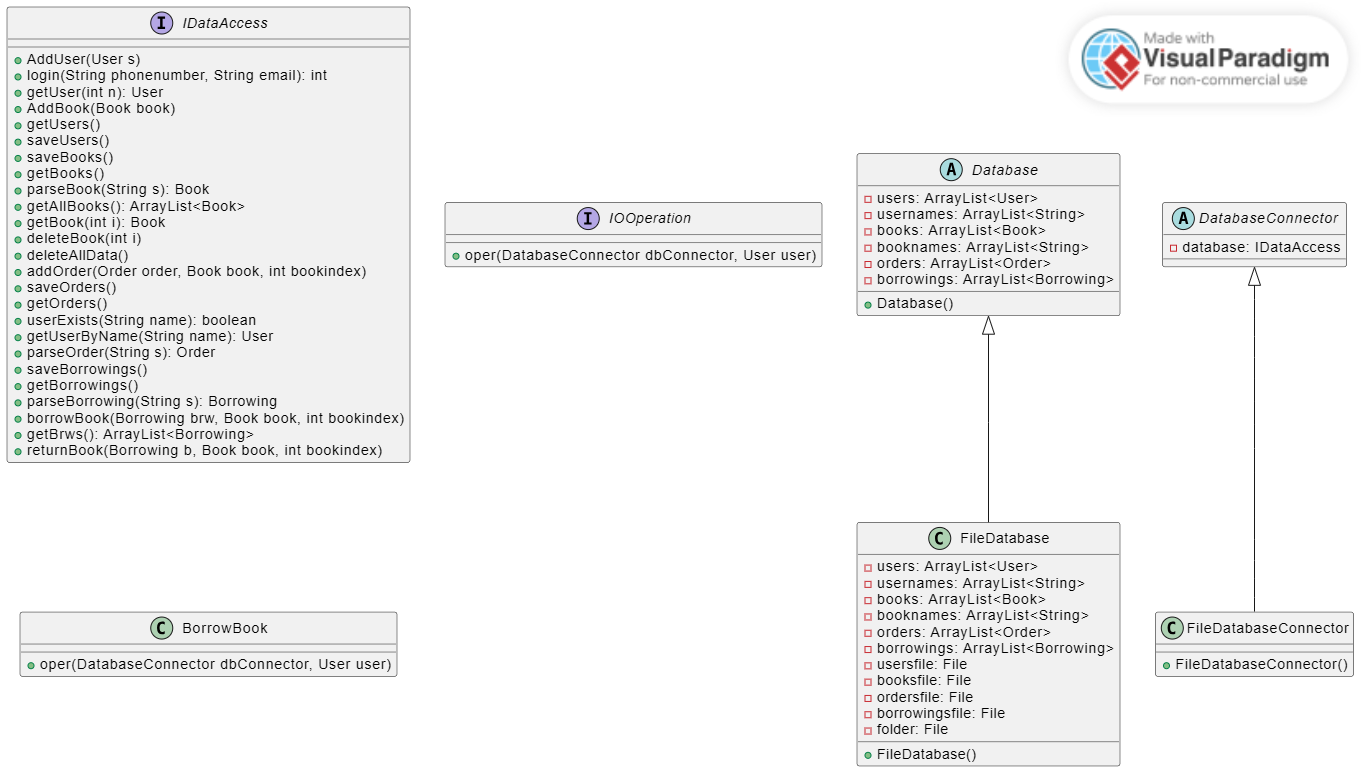 I IDataAccess
AddUser(User s)
login(String phonenumber, String email): int
getUser(int n): User
AddBook(Book book)
getUsers()
saveUsers()
saveBooks()
getBooks()
parseBook(String s): Book
getAllBooks(): ArrayList<Book>
getBook(int i): Book
deleteBook(int i)
deleteAllData()
addOrder(Order order, Book book, int bookindex)
saveOrders()
getOrders()
userExists(String name): boolean
getUserByName(String name): User
parseOrder(String s): Order
saveBorrowings()
getBorrowings()
parseBorrowing(String s): Borrowing
borrowBook(Borrowing brw, Book book, int bookindex)
getBrws(): ArrayList<Borrowing>
returnBook(Borrowing b, Book book, int bookindex)
I IOOperation
oper(DatabaseConnector dbConnector, User user)
A Database
users: ArrayList<User>
usernames: ArrayList<String>
books: ArrayList<Book>
booknames: ArrayList<String>
orders: ArrayList<Order>
borrowings: ArrayList<Borrowing>
Database()
A DatabaseConnector
database: IDataAccess
Made with
Visual Paradigm
For non-commercial use
C BorrowBook
oper(DatabaseConnector dbConnector, User user)
C FileDatabase
users: ArrayList<User>
usernames: ArrayList<String>
books: ArrayList<Book>
booknames: ArrayList<String>
orders: ArrayList<Order>
borrowings: ArrayList<Borrowing>
usersfile: File
booksfile: File
ordersfile: File
borrowingsfile: File
folder: File
FileDatabase()
C FileDatabaseConnector
FileDatabaseConnector()